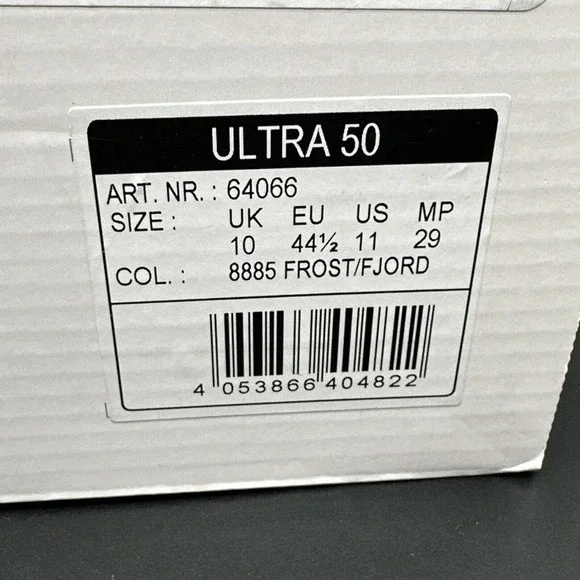 ULTRA 50
ART. NR. : 64066
SIZE : UK EU US MP
10 44½ 11 29
COL. : 8885 FROST/FJORD
4 053866 404822